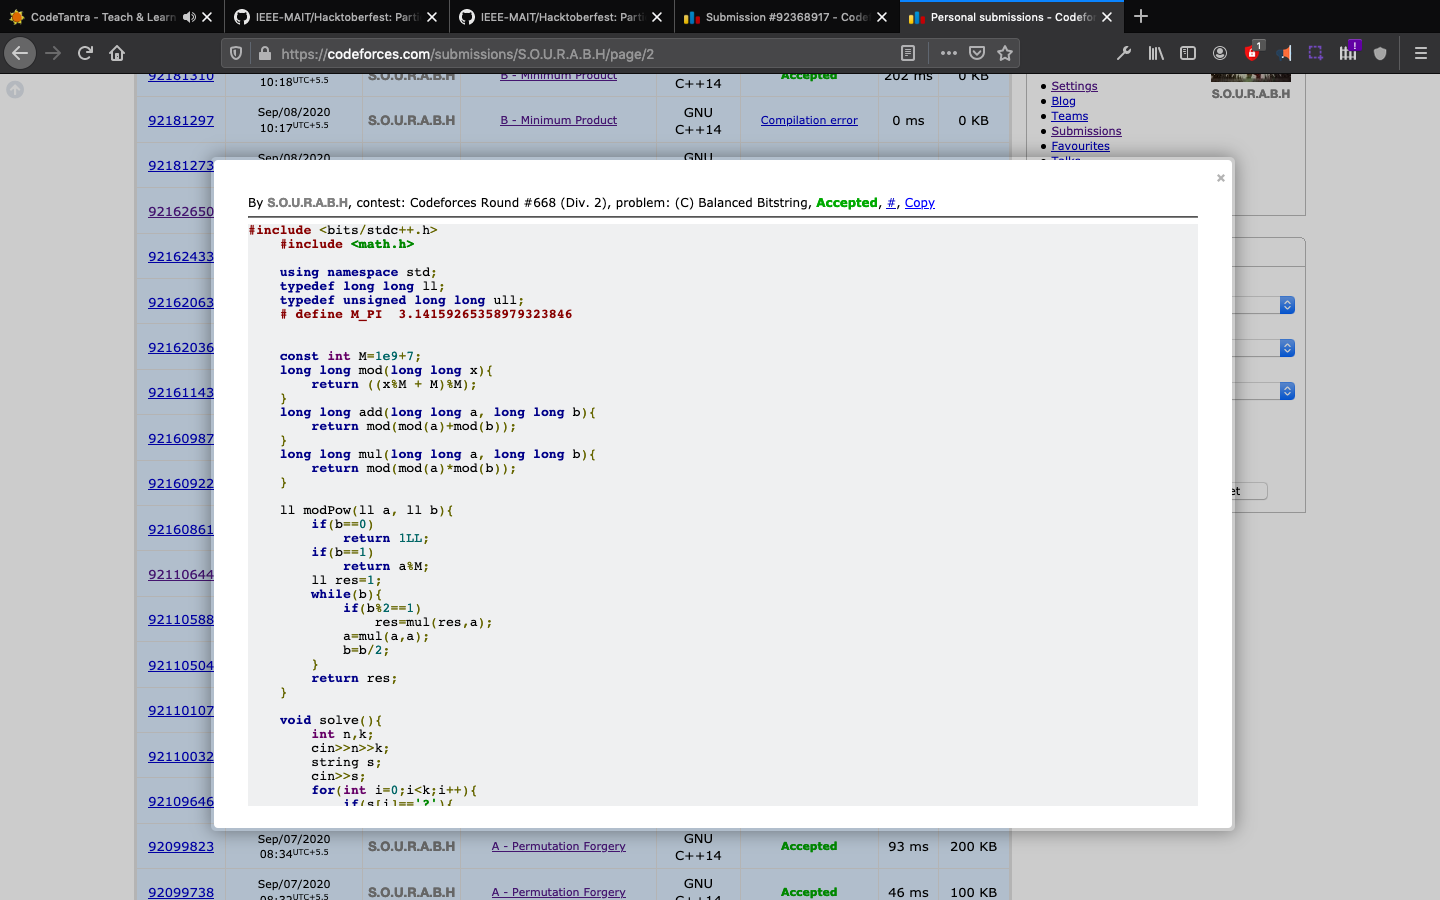 CodeTantra - Teach & Learn
IEEE-MAIT/Hacktoberfest: Parti
IEEE-MAIT/Hacktoberfest: Parti
Submission #92368917 - Codef
Personal submissions - Codefor
https://codeforces.com/submissions/S.O.U.R.A.B.H/page/2
1
!
92181310 10:18UTC+5.5 S.O.U.R.A.B.H B - Minimum Product C++14 Accepted 202 ms 0 KB
92181297 Sep/08/2020 10:17UTC+5.5 S.O.U.R.A.B.H B - Minimum Product GNU C++14 Compilation error 0 ms 0 KB
92181273 Sep/08/2020 GNU
Settings
Blog
Teams
Submissions
Favourites
Talks
S.O.U.R.A.B.H
92162650
92162433
92162063
92162036
92161143
92160987
92160922
92160861
92110644
92110588
92110504
92110107
92110032
92109646
et
×
By S.O.U.R.A.B.H, contest: Codeforces Round #668 (Div. 2), problem: (C) Balanced Bitstring, Accepted, #, Copy
#include <bits/stdc++.h>
#include <math.h>
using namespace std;
typedef long long ll;
typedef unsigned long long ull;
# define M_PI  3.14159265358979323846
const int M=1e9+7;
long long mod(long long x){
return ((x%M + M)%M);
}
long long add(long long a, long long b){
return mod(mod(a)+mod(b));
}
long long mul(long long a, long long b){
return mod(mod(a)*mod(b));
}
ll modPow(ll a, ll b){
if(b==0)
return 1LL;
if(b==1)
return a%M;
ll res=1;
while(b){
if(b%2==1)
res=mul(res,a);
a=mul(a,a);
b=b/2;
}
return res;
}
void solve(){
int n,k;
cin>>n>>k;
string s;
cin>>s;
for(int i=0;i<k;i++){
if(s[i]=='?'){
92099823 Sep/07/2020 08:34UTC+5.5 S.O.U.R.A.B.H A - Permutation Forgery GNU C++14 Accepted 93 ms 200 KB
92099738 Sep/07/2020 08:32UTC+5.5 S.O.U.R.A.B.H A - Permutation Forgery GNU C++14 Accepted 46 ms 100 KB